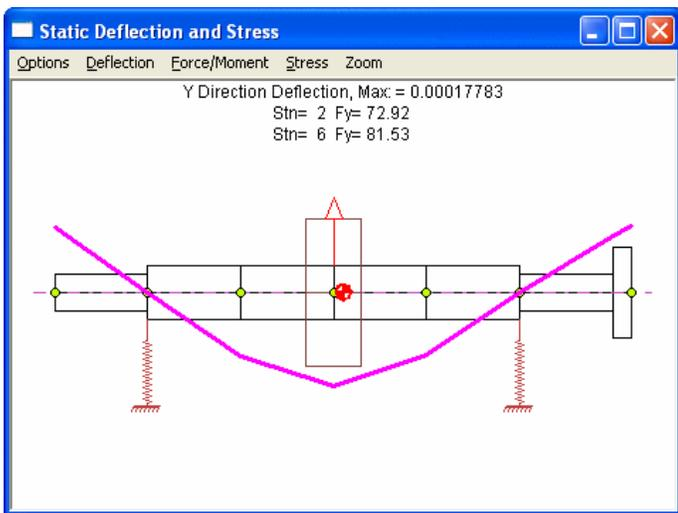 Static Deflection and Stress
Options Deflection Force/Moment Stress Zoom
Y Direction Deflection, Max: = 0.00017783
Stn= 2 Fy= 72.92
Stn= 6 Fy= 81.53